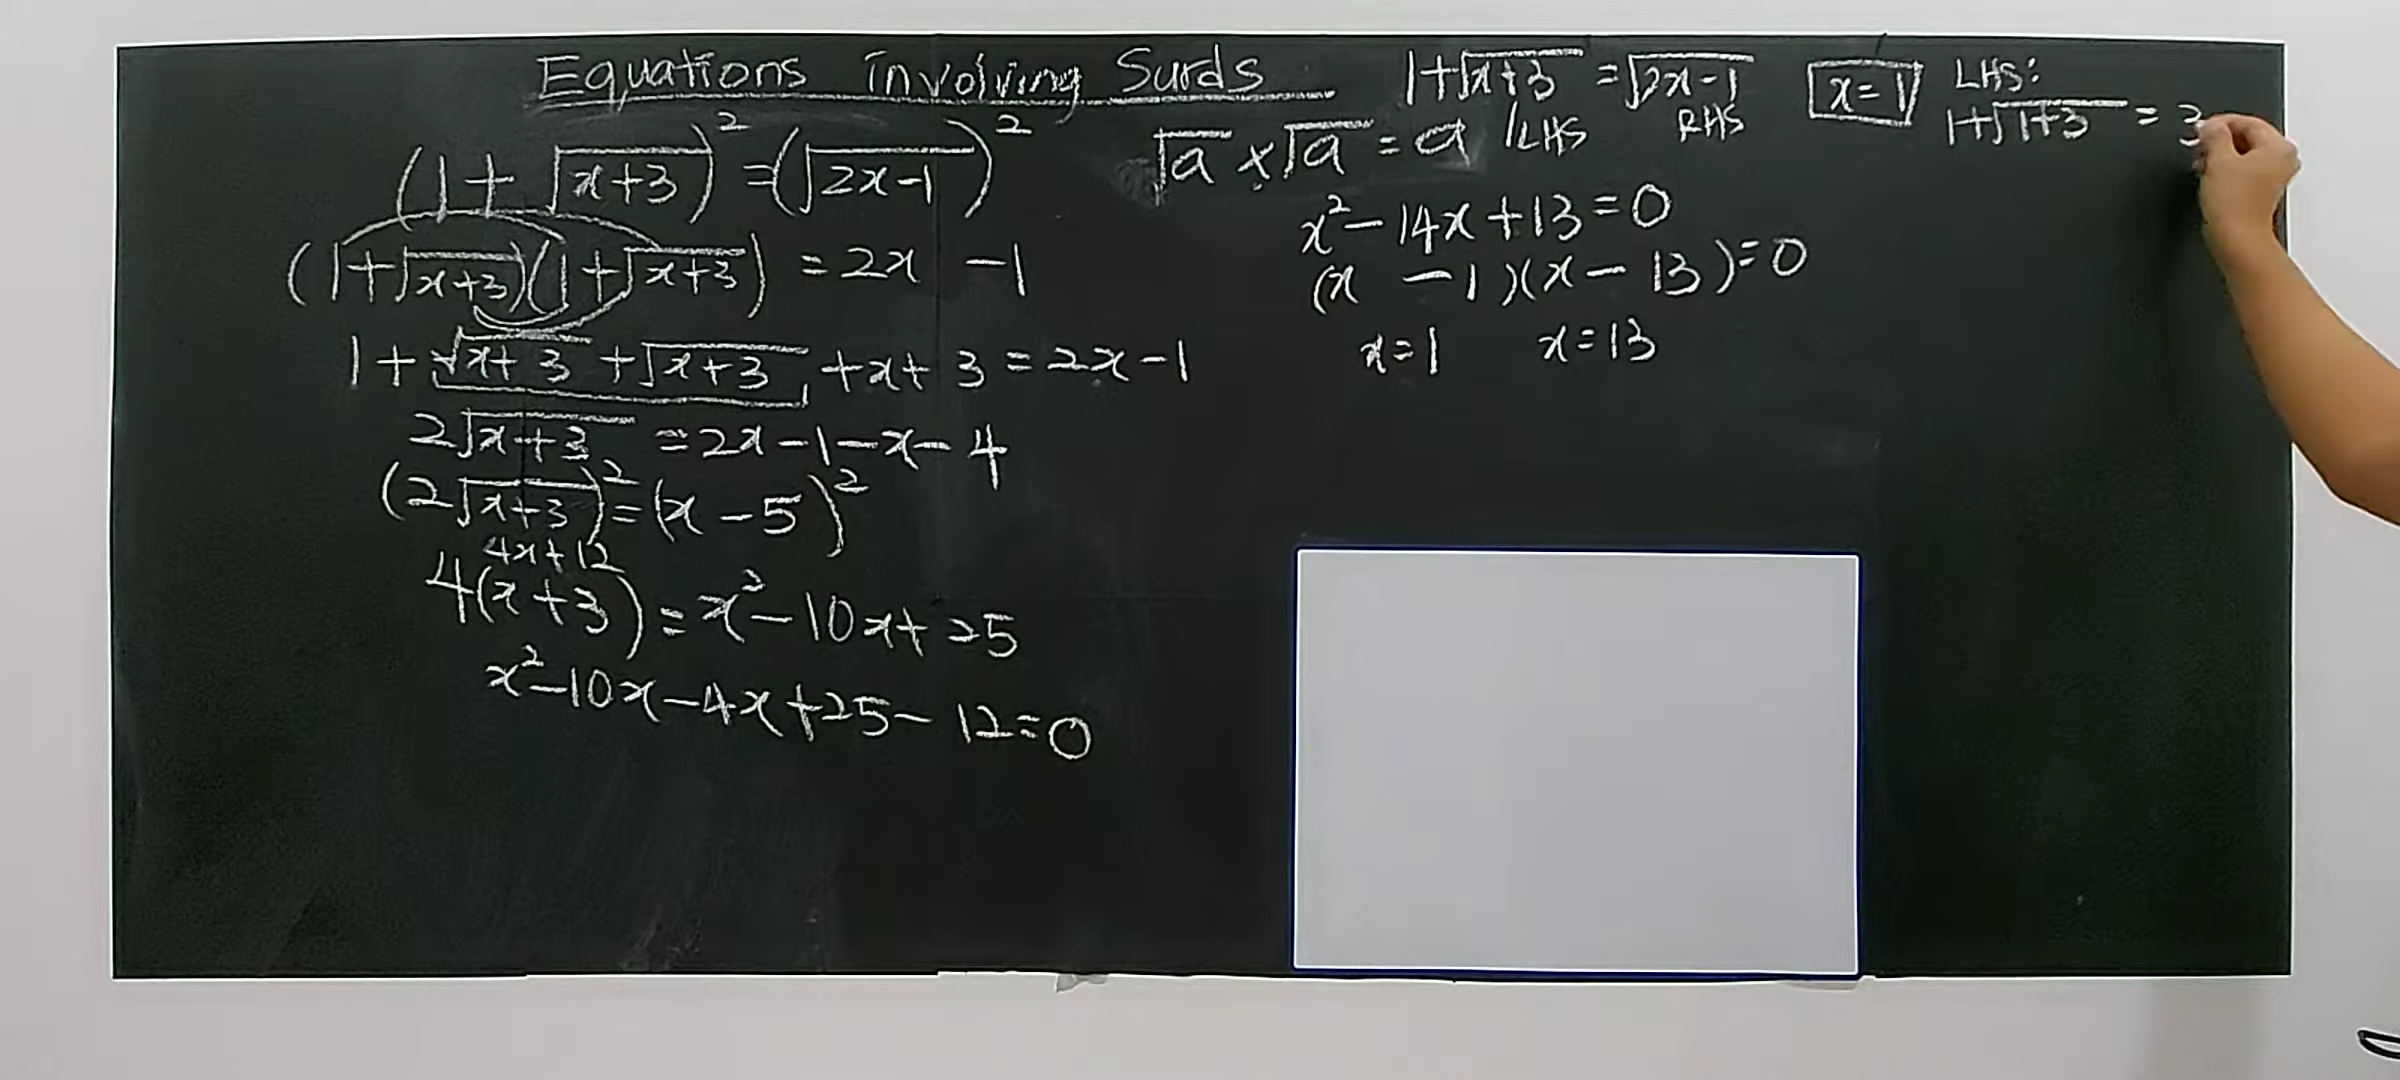 Equations involving Surds
(1 + √(x+3))² = (√(2x-1))²
(1+√(x+3))(1+√(x+3)) = 2x - 1
1 + √(x+3) + √(x+3) + x + 3 = 2x - 1
2√(x+3) = 2x - 1 - x - 4
(2√(x+3))² = (x - 5)²
4x + 12
4(x + 3) = x² - 10x + 25
x² - 10x - 4x + 25 - 12 = 0
√a × √a = a
1 + √(x+3) = √(2x-1)
LHS RHS
x² - 14x + 13 = 0
(x - 1)(x - 13) = 0
x = 1 x = 13
x = 1
LHS:
1+√(1+3) = 3